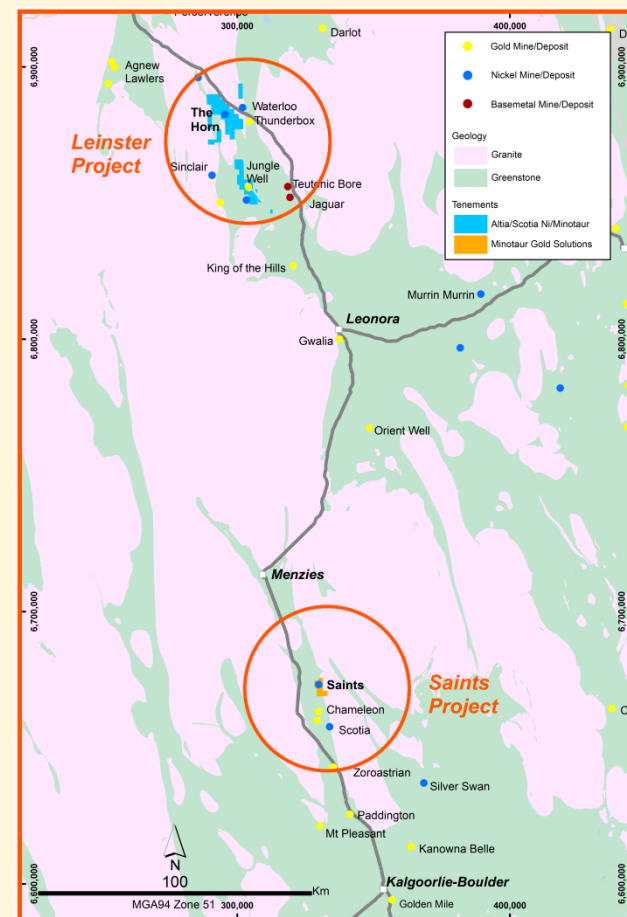 Perserverence
300,000
400,000
Darlot
D
6,900,000
6,900,000
Agnew
Lawlers
Gold Mine/Deposit
Nickel Mine/Deposit
Basemetal Mine/Deposit
Geology
Granite
Greenstone
Tenements
Altia/Scotia Ni/Minotaur
Minotaur Gold Solutions
The
Horn
Waterloo
Thunderbox
Leinster
Project
Sinclair
Jungle
Well
Teutonic Bore
Jaguar
King of the Hills
Murrin Murrin
Leonora
6,800,000
6,800,000
Gwalia
Orient Well
Menzies
6,700,000
6,700,000
Saints
Saints
Project
Chameleon
C
Scotia
Zoroastrian
Silver Swan
Paddington
Mt Pleasant
Kanowna Belle
N
100
Km
Kalgoorlie-Boulder
6,600,000
6,600,000
MGA94 Zone 51
300,000
Golden Mile
400,000